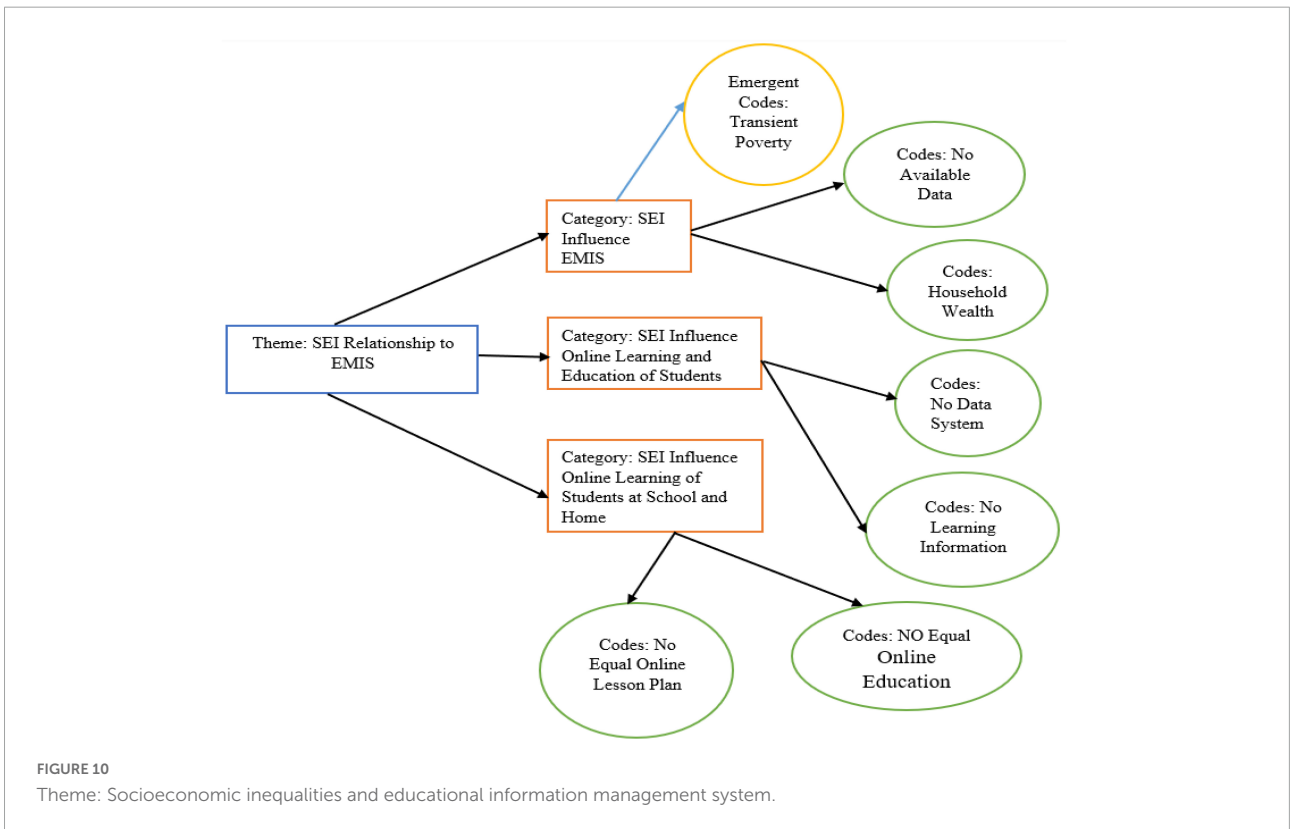 Emergent
Codes:
Transient
Poverty
Codes: No
Available
Data
Category: SEI
Influence
EMIS
Codes:
Household
Wealth
Theme: SEI Relationship to
EMIS
Category: SEI Influence
Online Learning and
Education of Students
Codes:
No Data
System
Category: SEI Influence
Online Learning of
Students at School and
Home
Codes: No
Learning
Information
Codes: No
Equal Online
Lesson Plan
Codes: NO Equal
Online
Education
FIGURE 10
Theme: Socioeconomic inequalities and educational information management system.